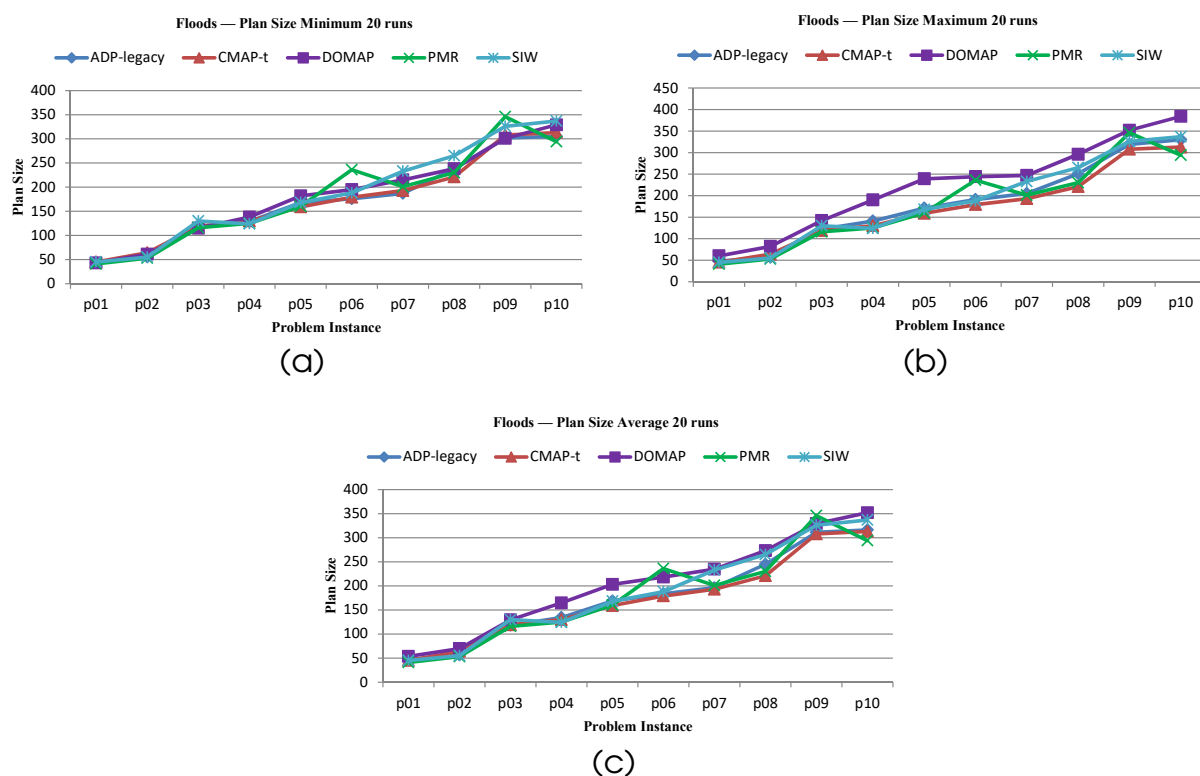 Floods — Plan Size Minimum 20 runs
ADP-legacy CMAP-t DOMAP PMR SIW
400
350
300
250
200
150
100
50
0
Plan Size
p01 p02 p03 p04 p05 p06 p07 p08 p09 p10
Problem Instance
(a)
Floods — Plan Size Maximum 20 runs
ADP-legacy CMAP-t DOMAP PMR SIW
450
400
350
300
250
200
150
100
50
0
Plan Size
p01 p02 p03 p04 p05 p06 p07 p08 p09 p10
Problem Instance
(b)
Floods — Plan Size Average 20 runs
ADP-legacy CMAP-t DOMAP PMR SIW
400
350
300
250
200
150
100
50
0
Plan Size
p01 p02 p03 p04 p05 p06 p07 p08 p09 p10
Problem Instance
(c)